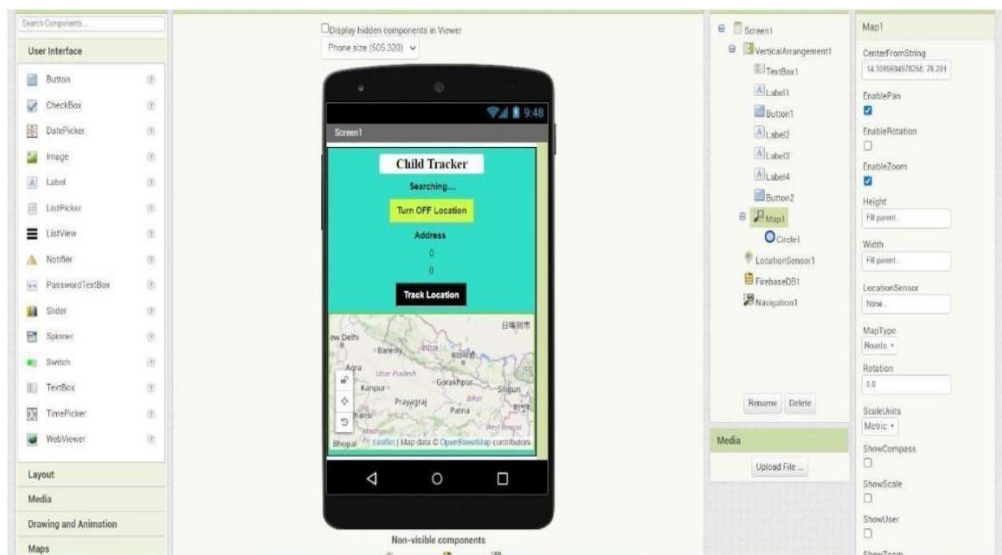 Search Components...
User Interface
Button
CheckBox
DatePicker
Image
Label
ListPicker
ListView
Notifier
PasswordTextBox
Slider
Spinner
Switch
TextBox
TimePicker
WebViewer
Layout
Media
Drawing and Animation
Maps
Display hidden components in Viewer
Phone size (505,320)
9:48
Screen1
Child Tracker
Searching....
Turn OFF Location
Address
0
0
Track Location
ew Delhi
Bareilly
Agra
Uttar Pradesh
Kanpur
Gorakhpur
Siliguri
Prayagraj
Bihar
Patna
hansi
West Bengal
Bhopal
Leaflet | Map data © OpenStreetMap contributors
Non-visible components
Screen1
VerticalArrangement1
TextBox1
Label1
Button1
Label2
Label3
Label4
Button2
Map1
Circle1
LocationSensor1
FirebaseDB1
Navigation1
Rename Delete
Media
Upload File ...
Map1
CenterFromString
EnablePan
EnableRotation
EnableZoom
Height
Fill parent...
Width
Fill parent...
LocationSensor
None...
MapType
Roads
Rotation
0.0
ScaleUnits
Metric
ShowCompass
ShowScale
ShowUser
ShowZoom